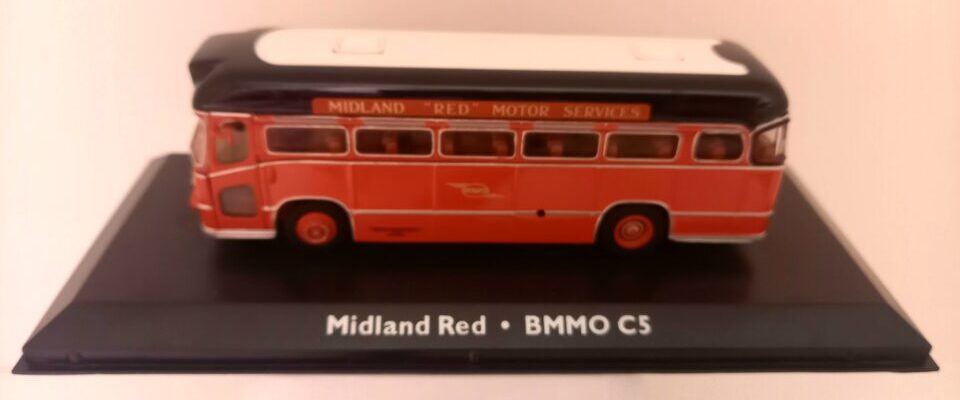 MIDLAND "RED" MOTOR SERVICES
Midland Red • BMMO C5